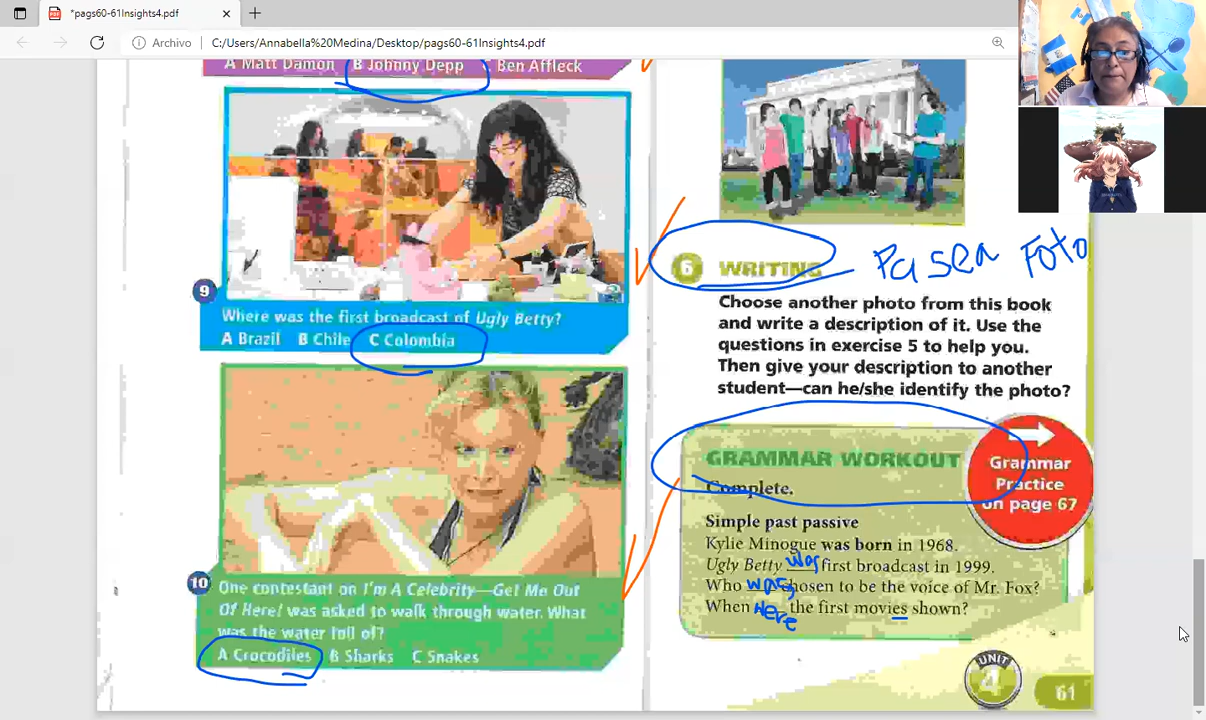 *pags60-61Insights4.pdf
Archivo
C:/Users/Annabella%20Medina/Desktop/pags60-61Insights4.pdf
A Matt Damon B Johnny Depp C Ben Affleck
9
Where was the first broadcast of Ugly Betty?
A Brazil B Chile C Colombia
10
One contestant on I'm A Celebrity—Get Me Out
Of Here! was asked to walk through water. What
was the water full of?
A Crocodiles B Sharks C Snakes
6 WRITING
Pasea Foto
Choose another photo from this book
and write a description of it. Use the
questions in exercise 5 to help you.
Then give your description to another
student—can he/she identify the photo?
GRAMMAR WORKOUT
Complete.
Simple past passive
Kylie Minogue was born in 1968.
Ugly Betty was first broadcast in 1999.
Who was chosen to be the voice of Mr. Fox?
When were the first movies shown?
Grammar
Practice
on page 67
UNIT
4
61